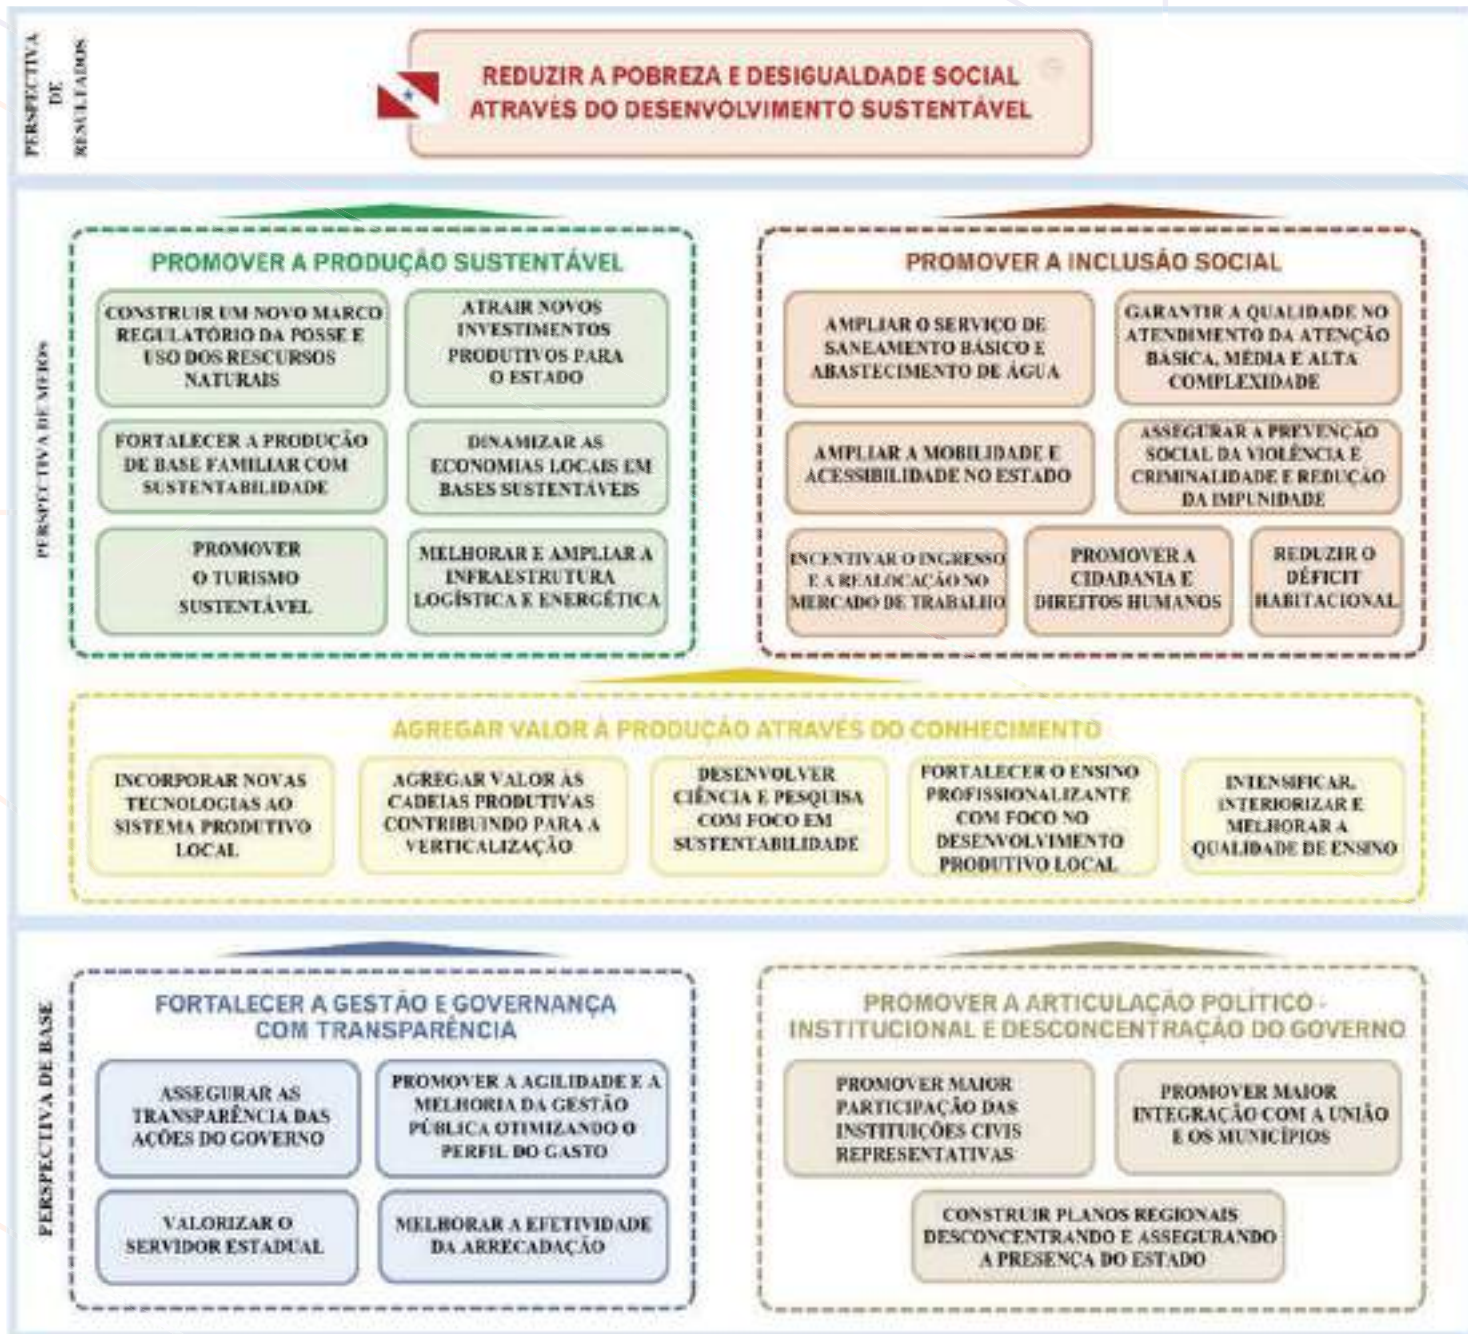 PERSPECTIVA
DE
RESULTADOS
REDUZIR A POBREZA E DESIGUALDADE SOCIAL
ATRAVÉS DO DESENVOLVIMENTO SUSTENTÁVEL
PERSPECTIVA DE MEIOS
PROMOVER A PRODUÇÃO SUSTENTÁVEL
CONSTRUIR UM NOVO MARCO
REGULATÓRIO DA POSSE E
USO DOS RESCURSOS
NATURAIS
ATRAIR NOVOS
INVESTIMENTOS
PRODUTIVOS PARA
O ESTADO
FORTALECER A PRODUÇÃO
DE BASE FAMILIAR COM
SUSTENTABILIDADE
DINAMIZAR AS
ECONOMIAS LOCAIS EM
BASES SUSTENTÁVEIS
PROMOVER
O TURISMO
SUSTENTÁVEL
MELHORAR E AMPLIAR A
INFRAESTRUTURA
LOGÍSTICA E ENERGÉTICA
PROMOVER A INCLUSÃO SOCIAL
AMPLIAR O SERVIÇO DE
SANEAMENTO BÁSICO E
ABASTECIMENTO DE ÁGUA
GARANTIR A QUALIDADE NO
ATENDIMENTO DA ATENÇÃO
BÁSICA, MÉDIA E ALTA
COMPLEXIDADE
AMPLIAR A MOBILIDADE E
ACESSIBILIDADE NO ESTADO
ASSEGURAR A PREVENÇÃO
SOCIAL DA VIOLÊNCIA E
CRIMINALIDADE E REDUÇÃO
DA IMPUNIDADE
INCENTIVAR O INGRESSO
E A REALOCAÇÃO NO
MERCADO DE TRABALHO
PROMOVER A
CIDADANIA E
DIREITOS HUMANOS
REDUZIR O
DÉFICIT
HABITACIONAL
AGREGAR VALOR À PRODUÇÃO ATRAVÉS DO CONHECIMENTO
INCORPORAR NOVAS
TECNOLOGIAS AO
SISTEMA PRODUTIVO
LOCAL
AGREGAR VALOR ÀS
CADEIAS PRODUTIVAS
CONTRIBUINDO PARA A
VERTICALIZAÇÃO
DESENVOLVER
CIÊNCIA E PESQUISA
COM FOCO EM
SUSTENTABILIDADE
FORTALECER O ENSINO
PROFISSIONALIZANTE
COM FOCO NO
DESENVOLVIMENTO
PRODUTIVO LOCAL
INTENSIFICAR,
INTERIORIZAR E
MELHORAR A
QUALIDADE DE ENSINO
PERSPECTIVA DE BASE
FORTALECER A GESTÃO E GOVERNANÇA
COM TRANSPARÊNCIA
ASSEGURAR AS
TRANSPARÊNCIA DAS
AÇÕES DO GOVERNO
PROMOVER A AGILIDADE E A
MELHORIA DA GESTÃO
PÚBLICA OTIMIZANDO O
PERFIL DO GASTO
VALORIZAR O
SERVIDOR ESTADUAL
MELHORAR A EFETIVIDADE
DA ARRECADAÇÃO
PROMOVER A ARTICULAÇÃO POLÍTICO -
INSTITUCIONAL E DESCONCENTRAÇÃO DO GOVERNO
PROMOVER MAIOR
PARTICIPAÇÃO DAS
INSTITUIÇÕES CIVIS
REPRESENTATIVAS
PROMOVER MAIOR
INTEGRAÇÃO COM A UNIÃO
E OS MUNICÍPIOS
CONSTRUIR PLANOS REGIONAIS
DESCONCENTRANDO E ASSEGURANDO
A PRESENÇA DO ESTADO